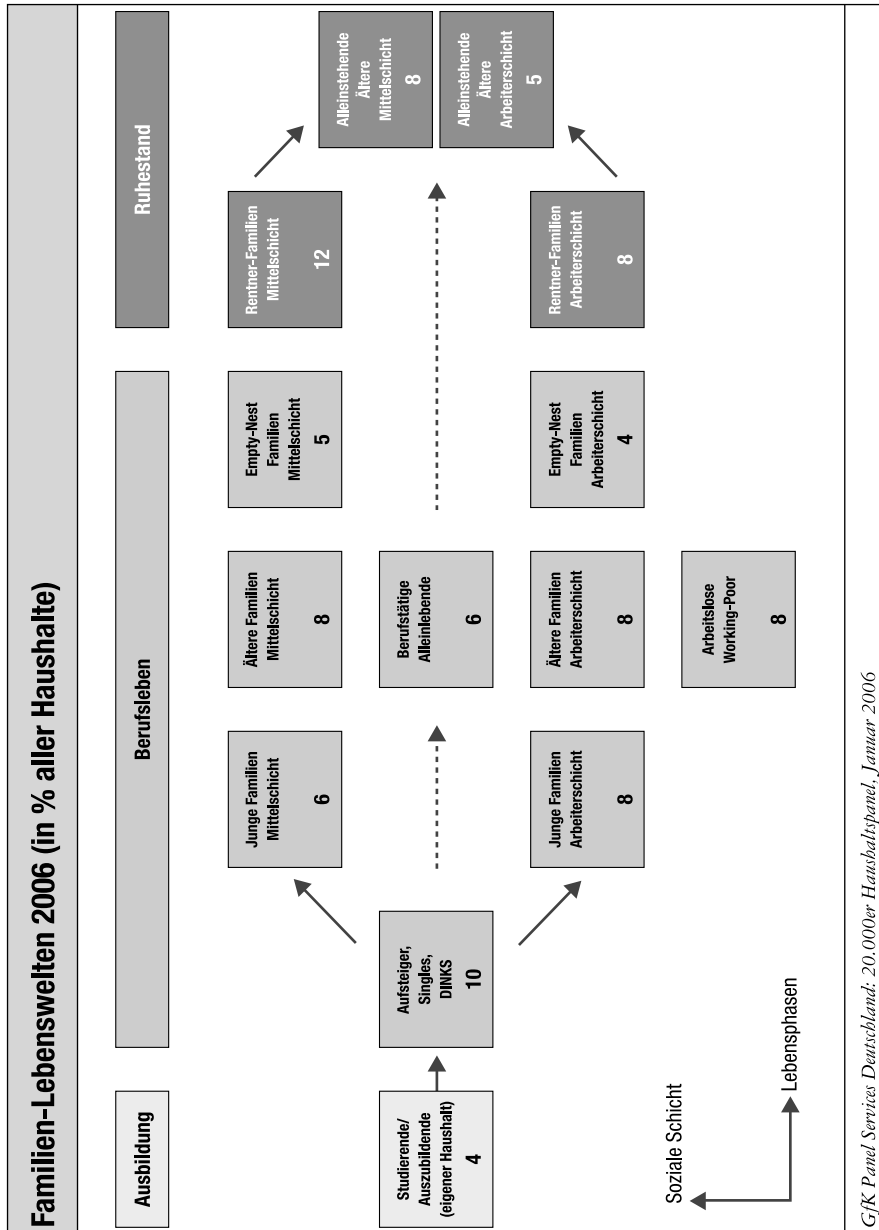 Familien-Lebenswelten 2006 (in % aller Haushalte)
Ausbildung
Berufsleben
Ruhestand
Studierende/
Auszubildende
(eigener Haushalt)
4
Aufsteiger,
Singles,
DINKS
10
Junge Familien
Mittelschicht
6
Ältere Familien
Mittelschicht
8
Empty-Nest
Familien
Mittelschicht
5
Rentner-Familien
Mittelschicht
12
Berufstätige
Alleinlebende
6
Alleinstehende
Ältere
Mittelschicht
8
Alleinstehende
Ältere
Arbeiterschicht
5
Junge Familien
Arbeiterschicht
8
Ältere Familien
Arbeiterschicht
8
Empty-Nest
Familien
Arbeiterschicht
4
Rentner-Familien
Arbeiterschicht
8
Arbeitslose
Working-Poor
8
Soziale Schicht
Lebensphasen
GfK Panel Services Deutschland: 20.000er Haushaltspanel, Januar 2006